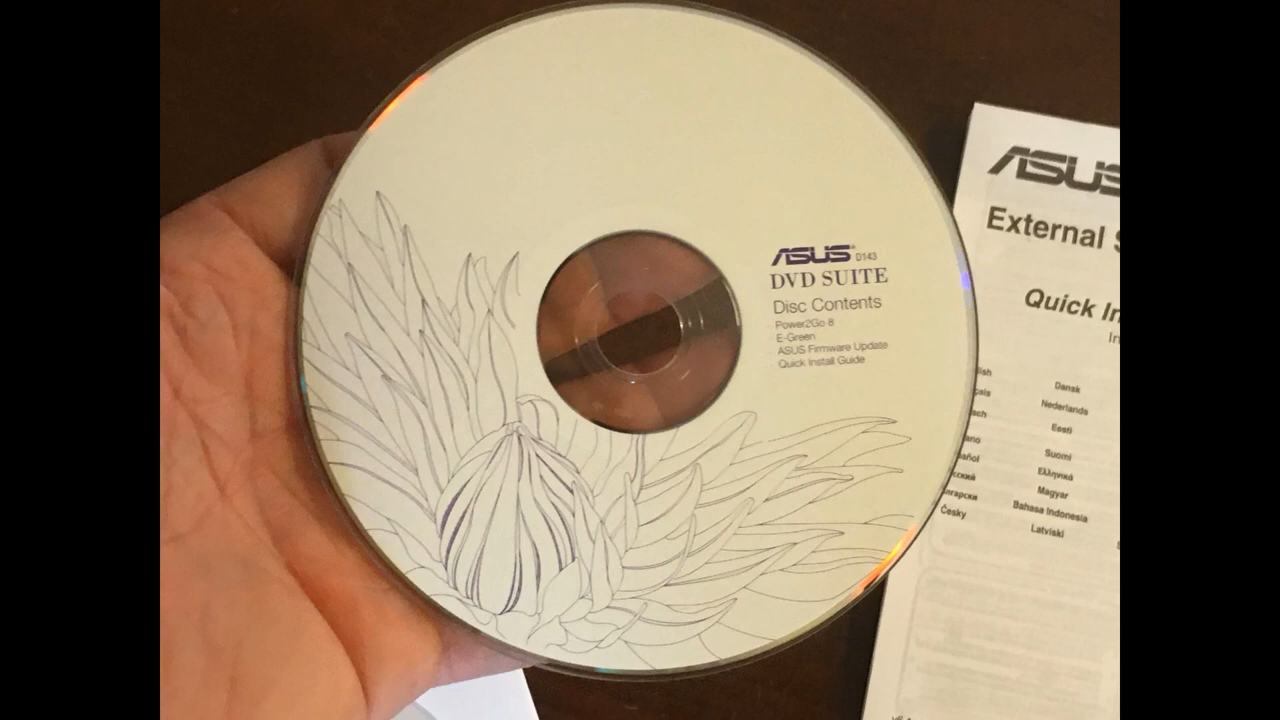 ASUS D143
DVD SUITE
Disc Contents
Power2Go 8
E-Green
ASUS Firmware Update
Quick Install Guide
ASUS
External
Quick
Dansk
Nederlands
Eesti
Suomi
Ελληνικά
Magyar
Česky
Bahasa Indonesia
Latviski